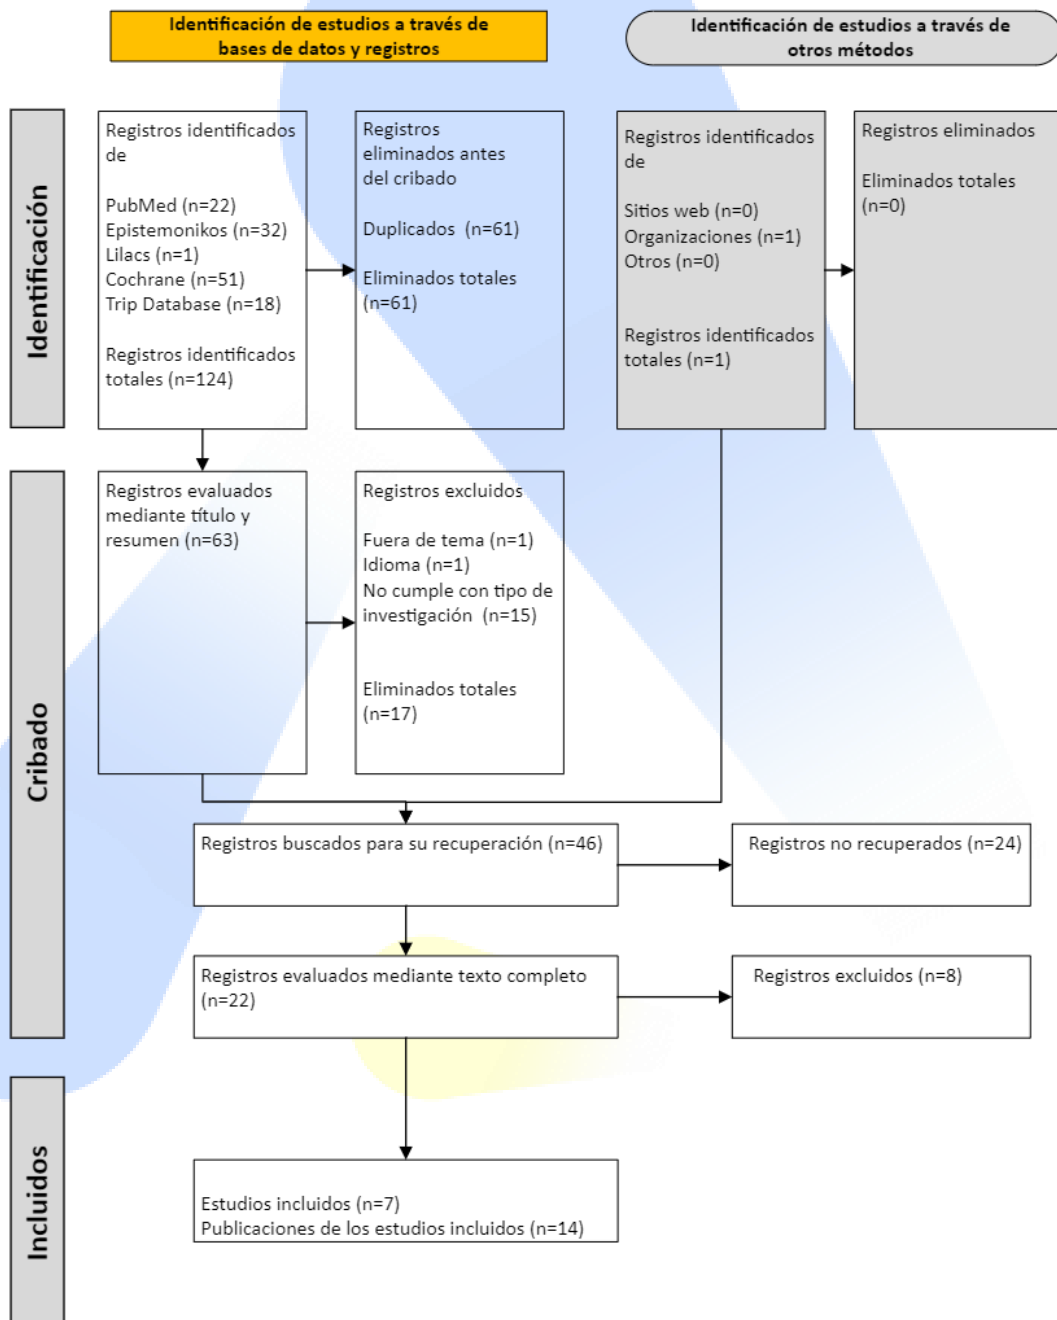 Identificación de estudios a través de
bases de datos y registros
Identificación de estudios a través de
otros métodos
Identificación
Registros identificados
de
PubMed (n=22)
Epistemonikos (n=32)
Lilacs (n=1)
Cochrane (n=51)
Trip Database (n=18)
Registros identificados
totales (n=124)
Registros
eliminados antes
del cribado
Duplicados (n=61)
Eliminados totales
(n=61)
Registros identificados
de
Sitios web (n=0)
Organizaciones (n=1)
Otros (n=0)
Registros identificados
totales (n=1)
Registros eliminados
Eliminados totales
(n=0)
Cribado
Registros evaluados
mediante título y
resumen (n=63)
Registros excluidos
Fuera de tema (n=1)
Idioma (n=1)
No cumple con tipo de
investigación (n=15)
Eliminados totales
(n=17)
Registros buscados para su recuperación (n=46)
Registros no recuperados (n=24)
Registros evaluados mediante texto completo
(n=22)
Registros excluidos (n=8)
Incluidos
Estudios incluidos (n=7)
Publicaciones de los estudios incluidos (n=14)